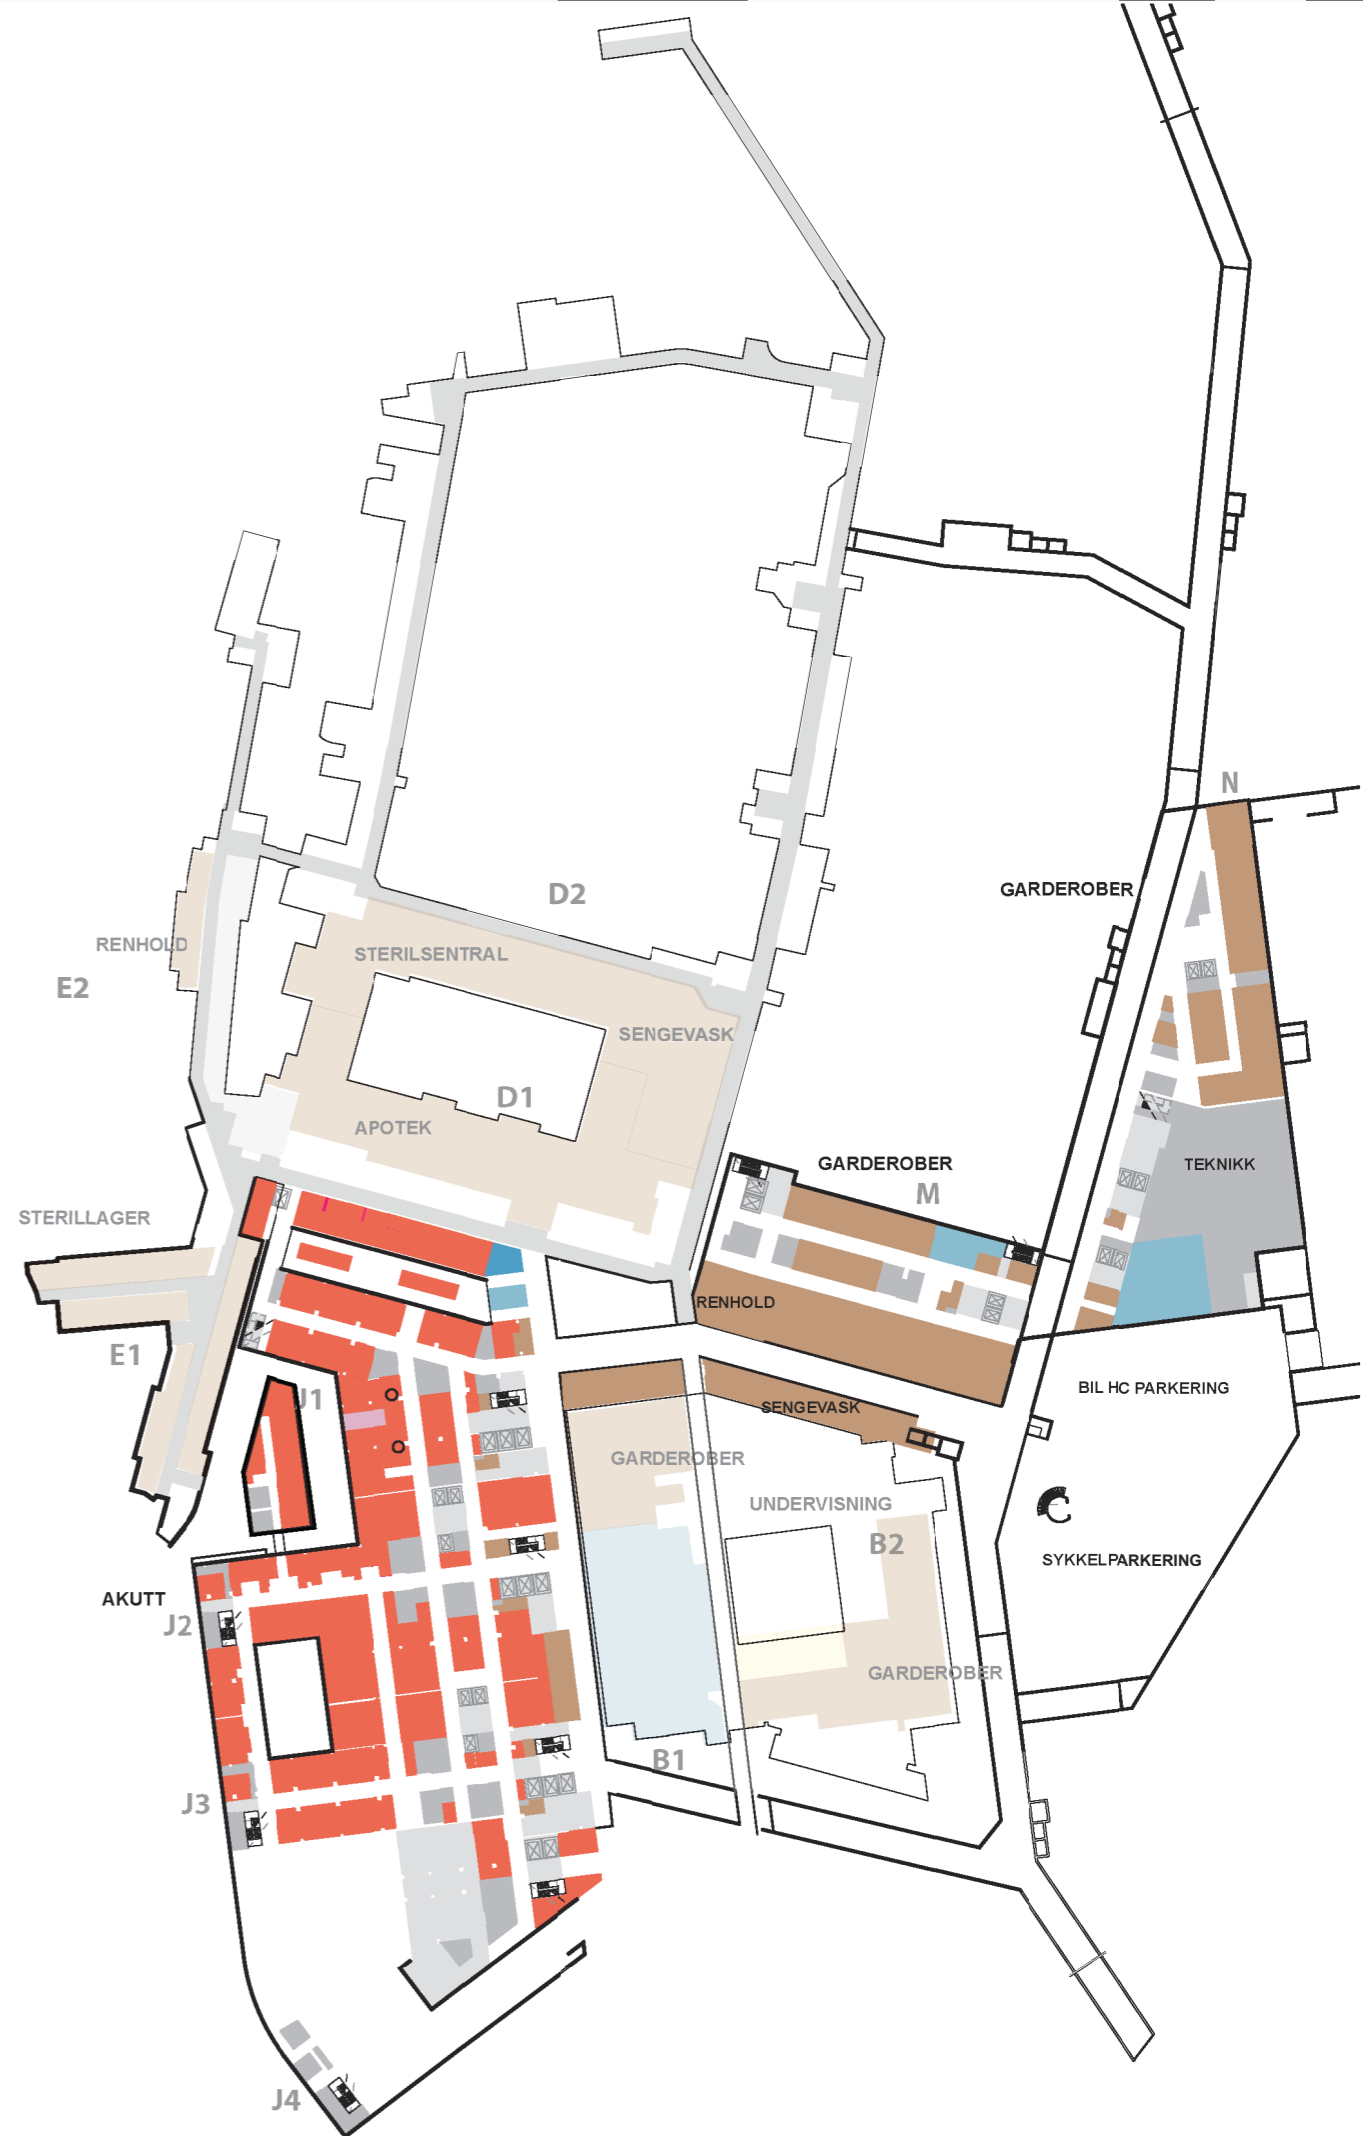 N
GARDEROBER
D2
RENHOLD
STERILSENTRAL
E2
SENGEVASK
D1
APOTEK
GARDEROBER
TEKNIKK
M
STERILLAGER
RENHOLD
E1
BIL HC PARKERING
J1
SENGEVASK
GARDEROBER
UNDERVISNING
B2
SYKKELPARKERING
AKUTT
J2
GARDEROBER
B1
J3
J4